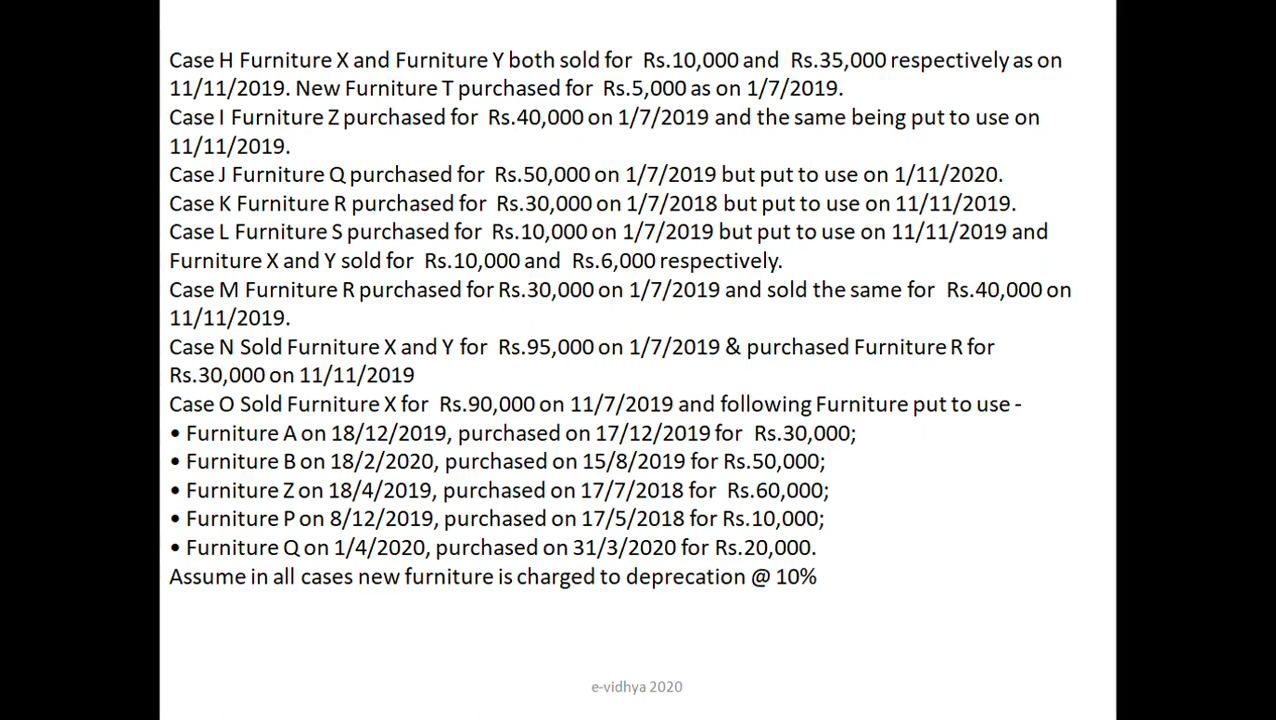 Case H Furniture X and Furniture Y both sold for Rs.10,000 and Rs.35,000 respectively as on
11/11/2019. New Furniture T purchased for Rs.5,000 as on 1/7/2019.
Case I Furniture Z purchased for Rs.40,000 on 1/7/2019 and the same being put to use on
11/11/2019.
Case J Furniture Q purchased for Rs.50,000 on 1/7/2019 but put to use on 1/11/2020.
Case K Furniture R purchased for Rs.30,000 on 1/7/2018 but put to use on 11/11/2019.
Case L Furniture S purchased for Rs.10,000 on 1/7/2019 but put to use on 11/11/2019 and
Furniture X and Y sold for Rs.10,000 and Rs.6,000 respectively.
Case M Furniture R purchased for Rs.30,000 on 1/7/2019 and sold the same for Rs.40,000 on
11/11/2019.
Case N Sold Furniture X and Y for Rs.95,000 on 1/7/2019 & purchased Furniture R for
Rs.30,000 on 11/11/2019
Case O Sold Furniture X for Rs.90,000 on 11/7/2019 and following Furniture put to use -
• Furniture A on 18/12/2019, purchased on 17/12/2019 for Rs.30,000;
• Furniture B on 18/2/2020, purchased on 15/8/2019 for Rs.50,000;
• Furniture Z on 18/4/2019, purchased on 17/7/2018 for Rs.60,000;
• Furniture P on 8/12/2019, purchased on 17/5/2018 for Rs.10,000;
• Furniture Q on 1/4/2020, purchased on 31/3/2020 for Rs.20,000.
Assume in all cases new furniture is charged to deprecation @ 10%
e-vidhya 2020